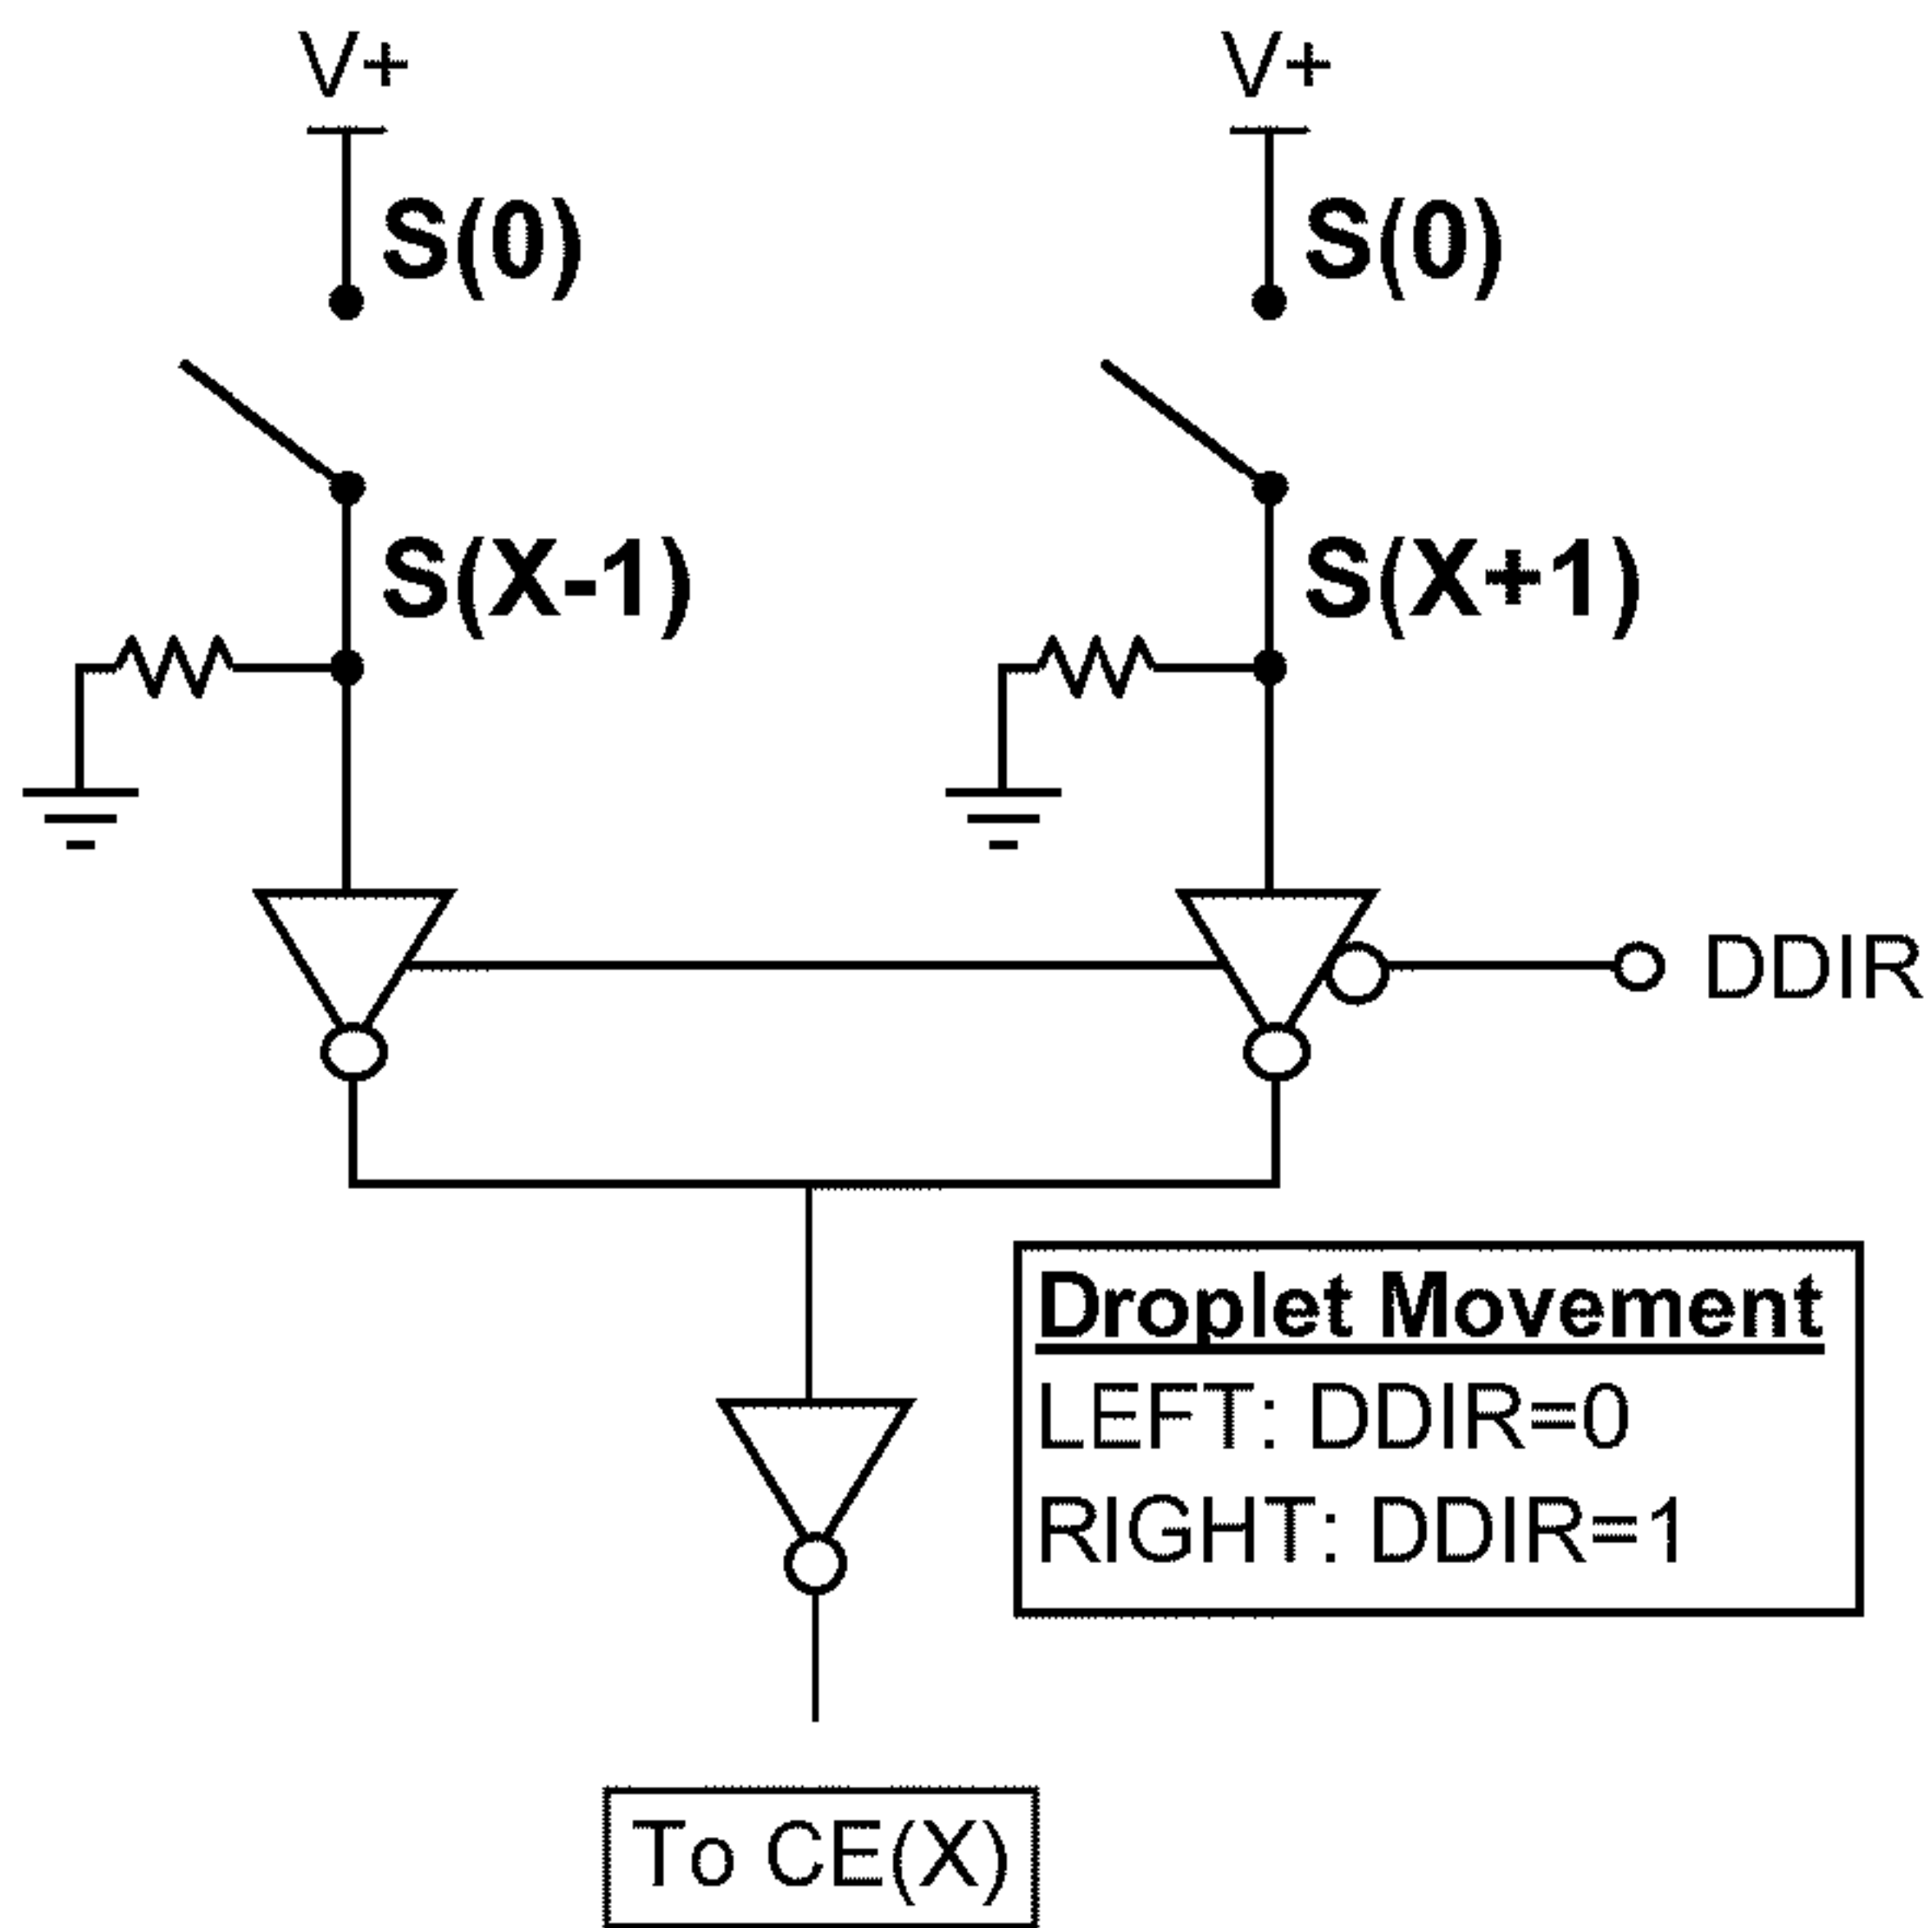 V+
V+
S(0)
S(0)
S(X-1)
S(X+1)
DDIR
Droplet Movement
LEFT: DDIR=0
RIGHT: DDIR=1
To CE(X)